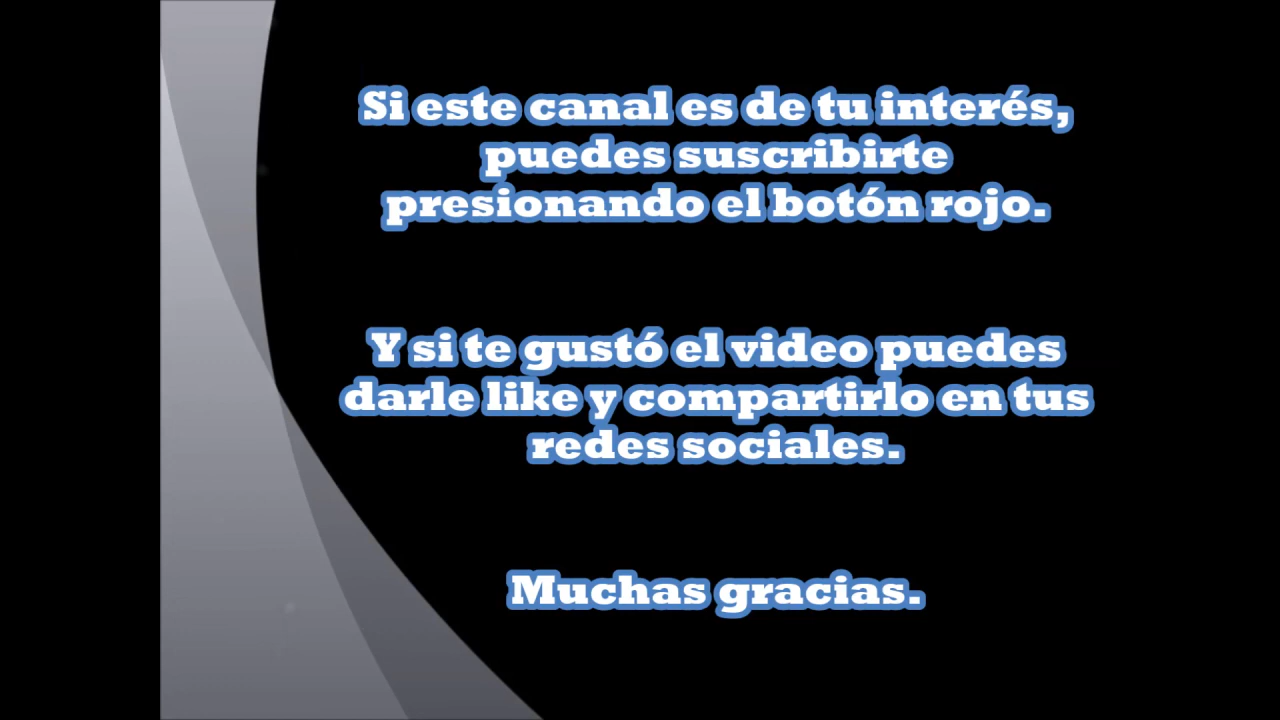 Si este canal es de tu interés,
puedes suscribirte
presionando el botón rojo.
Y si te gustó el video puedes
darle like y compartirlo en tus
redes sociales.
Muchas gracias.